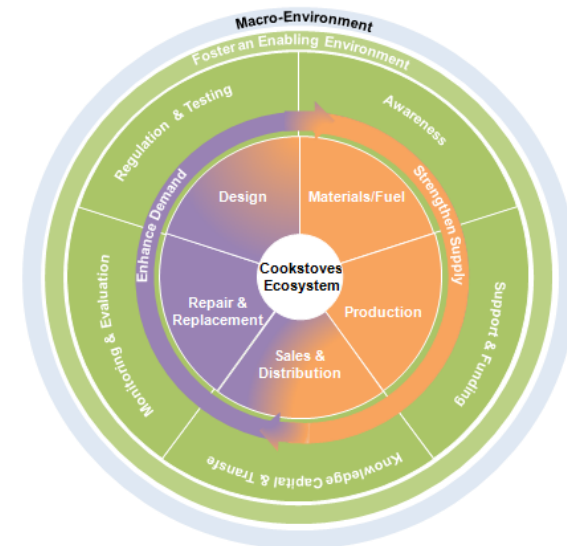 Macro-Environment
Foster an Enabling Environment
Regulation & Testing
Awareness
Support & Funding
Knowledge Capital & Transfe
Monitoring & Evaluation
Enhance Demand
Strengthen Supply
Design
Materials/Fuel
Production
Sales &
Distribution
Repair &
Replacement
Cookstoves
Ecosystem